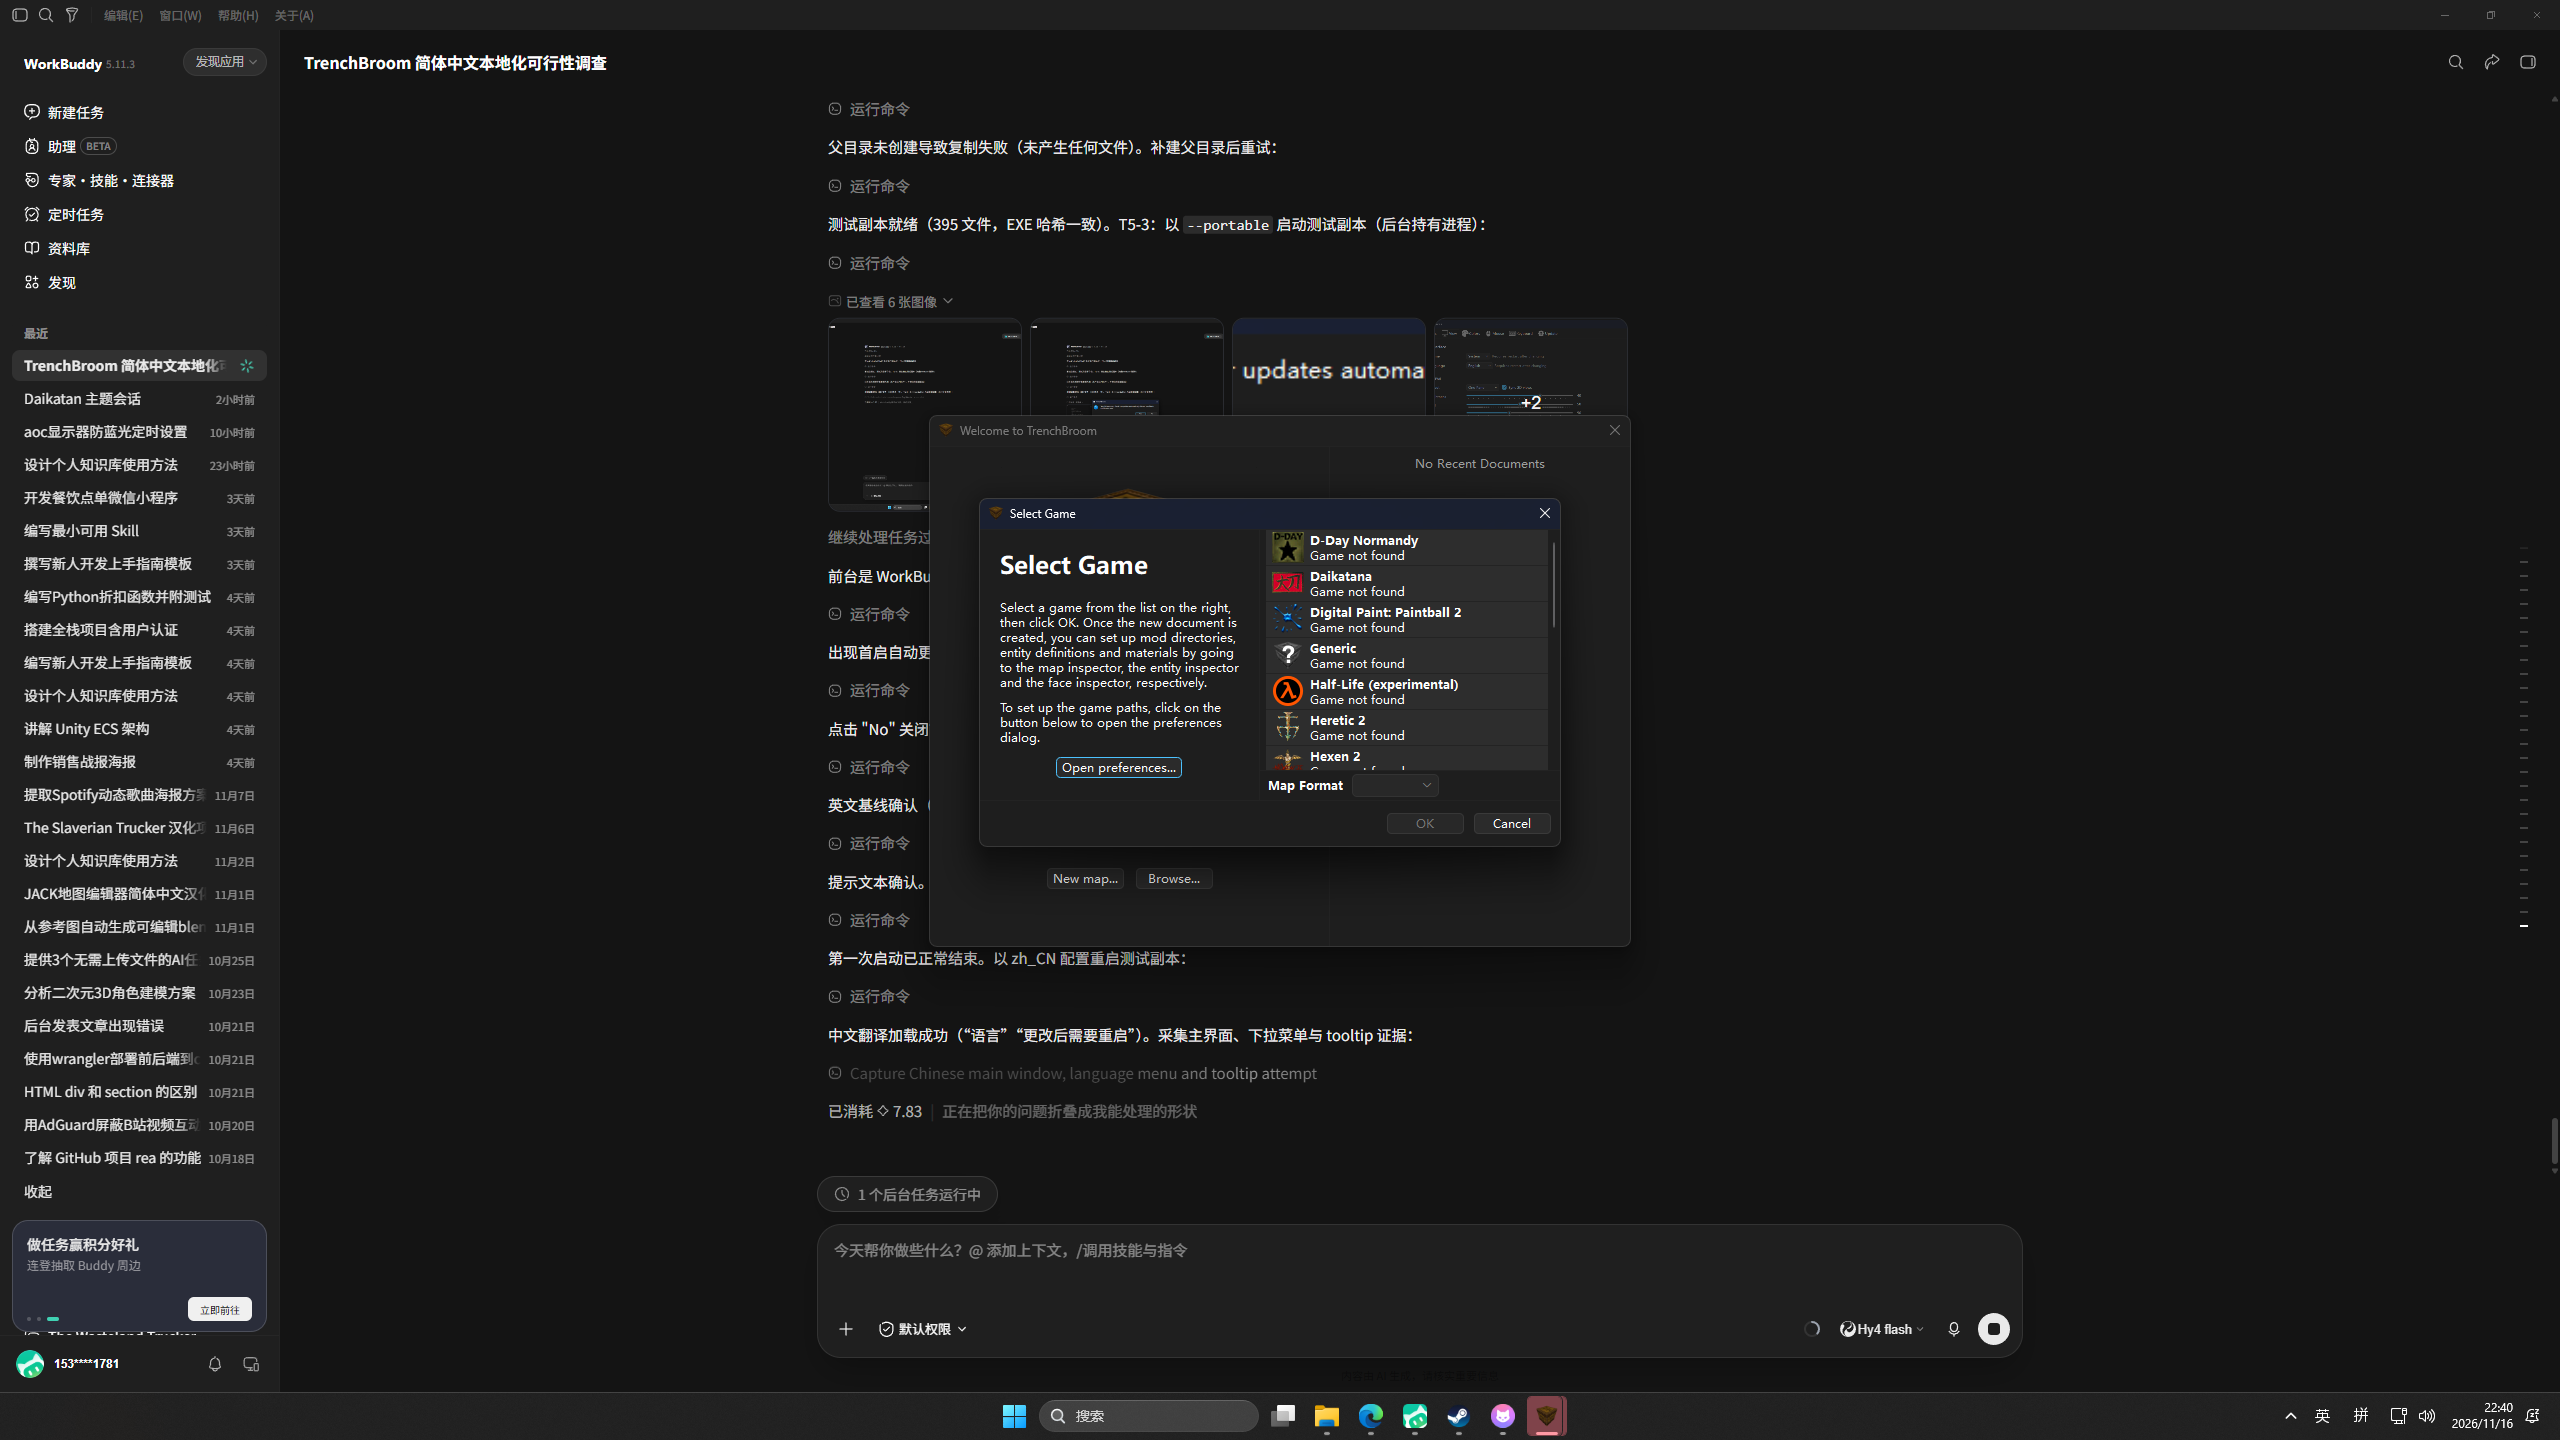 编辑(E) 窗口(W) 帮助(H) 关于(A)
WorkBuddy 5.11.3
发现应用
新建任务
助理 BETA
专家・技能・连接器
定时任务
资料库
发现
最近
TrenchBroom 简体中文本地化可
Daikatan 主题会话 2小时前
aoc显示器防蓝光定时设置 10小时前
设计个人知识库使用方法 23小时前
开发餐饮点单微信小程序 3天前
编写最小可用 Skill 3天前
撰写新人开发上手指南模板 3天前
编写Python折扣函数并附测试 4天前
搭建全栈项目含用户认证 4天前
编写新人开发上手指南模板 4天前
设计个人知识库使用方法 4天前
讲解 Unity ECS 架构 4天前
制作销售战报海报 4天前
提取Spotify动态歌曲海报方案 11月7日
The Slaverian Trucker 汉化项 11月6日
设计个人知识库使用方法 11月2日
JACK地图编辑器简体中文汉化 11月1日
从参考图自动生成可编辑blen 11月1日
提供3个无需上传文件的AI任 10月25日
分析二次元3D角色建模方案 10月23日
后台发表文章出现错误 10月21日
使用wrangler部署前后端到c 10月21日
HTML div 和 section 的区别 10月21日
用AdGuard屏蔽B站视频互动 10月20日
了解 GitHub 项目 rea 的功能 10月18日
收起
做任务赢积分好礼
连登抽取 Buddy 周边
立即前往
The Wasteland Trucker
153****1781
TrenchBroom 简体中文本地化可行性调查
运行命令
父目录未创建导致复制失败（未产生任何文件）。补建父目录后重试：
运行命令
测试副本就绪（395 文件，EXE 哈希一致）。T5-3：以 --portable 启动测试副本（后台持有进程）：
运行命令
已查看 6 张图像
r updates automa
+2
继续处理任务过
前台是 WorkBu
运行命令
出现首启自动更
运行命令
点击 "No" 关闭
运行命令
英文基线确认（
运行命令
提示文本确认。
运行命令
第一次启动已正常结束。以 zh_CN 配置重启测试副本：
运行命令
中文翻译加载成功（“语言”“更改后需要重启”）。采集主界面、下拉菜单与 tooltip 证据：
Capture Chinese main window, language menu and tooltip attempt
已消耗 7.83 正在把你的问题折叠成我能处理的形状
1 个后台任务运行中
今天帮你做些什么？@ 添加上下文，/调用技能与指令
默认权限
Hy4 flash
Welcome to TrenchBroom
No Recent Documents
New map...
Browse...
Select Game
Select Game
Select a game from the list on the right,
then click OK. Once the new document is
created, you can set up mod directories,
entity definitions and materials by going
to the map inspector, the entity inspector
and the face inspector, respectively.
To set up the game paths, click on the
button below to open the preferences
dialog.
Open preferences...
D-DAY
D-Day Normandy
Game not found
Daikatana
Game not found
Digital Paint: Paintball 2
Game not found
Generic
Game not found
Half-Life (experimental)
Game not found
Heretic 2
Game not found
Hexen 2
Map Format
OK
Cancel
搜索
英
拼
22:40
2026/11/16